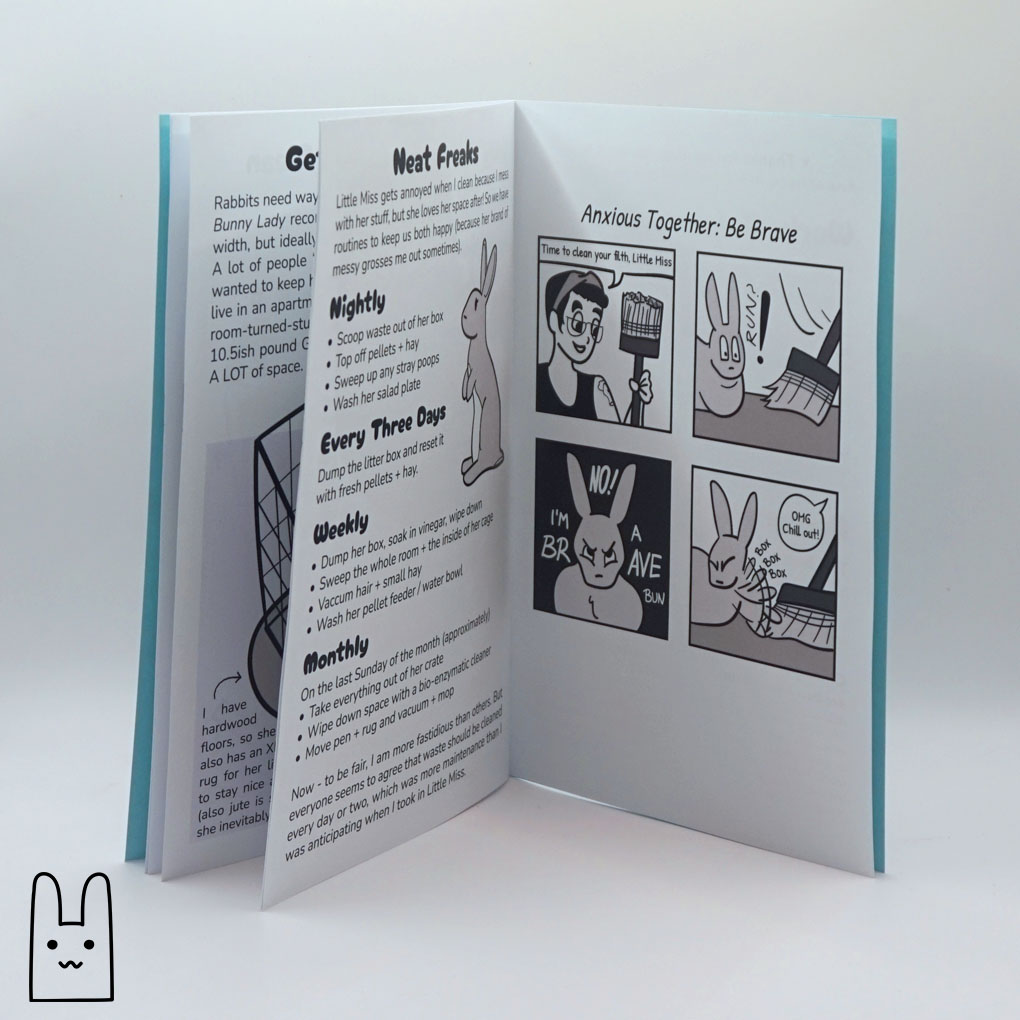 Get
Rabbits need way
Bunny Lady recor
width, but ideally
A lot of people
wanted to keep h
live in an apartm
room-turned-stu
10.5ish pound G
A LOT of space.
I have
hardwood
floors, so she
also has an X
rug for her li
to stay nice a
(also jute is
she inevitably
Neat Freaks
Little Miss gets annoyed when I clean because I mess
with her stuff, but she loves her space after! So we have
routines to keep us both happy (because her brand of
messy grosses me out sometimes).
Nightly
• Scoop waste out of her box
• Top off pellets + hay
• Sweep up any stray poops
• Wash her salad plate
Every Three Days
Dump the litter box and reset it
with fresh pellets + hay.
Weekly
• Dump her box, soak in vinegar, wipe down
• Sweep the whole room + the inside of her cage
• Vaccum hair + small hay
• Wash her pellet feeder / water bowl
Monthly
On the last Sunday of the month (approximately)
• Take everything out of her crate
• Wipe down space with a bio-enzymatic cleaner
• Move pen + rug and vacuum + mop
Now - to be fair, I am more fastidious than others. But
everyone seems to agree that waste should be cleaned
every day or two, which was more maintenance than I
was anticipating when I took in Little Miss.
Anxious Together: Be Brave
Time to clean your filth, Little Miss
RUN?
!
NO!
I'M A
BR AVE
BUN
OMG
Chill out!
BOX
BOX
BOX